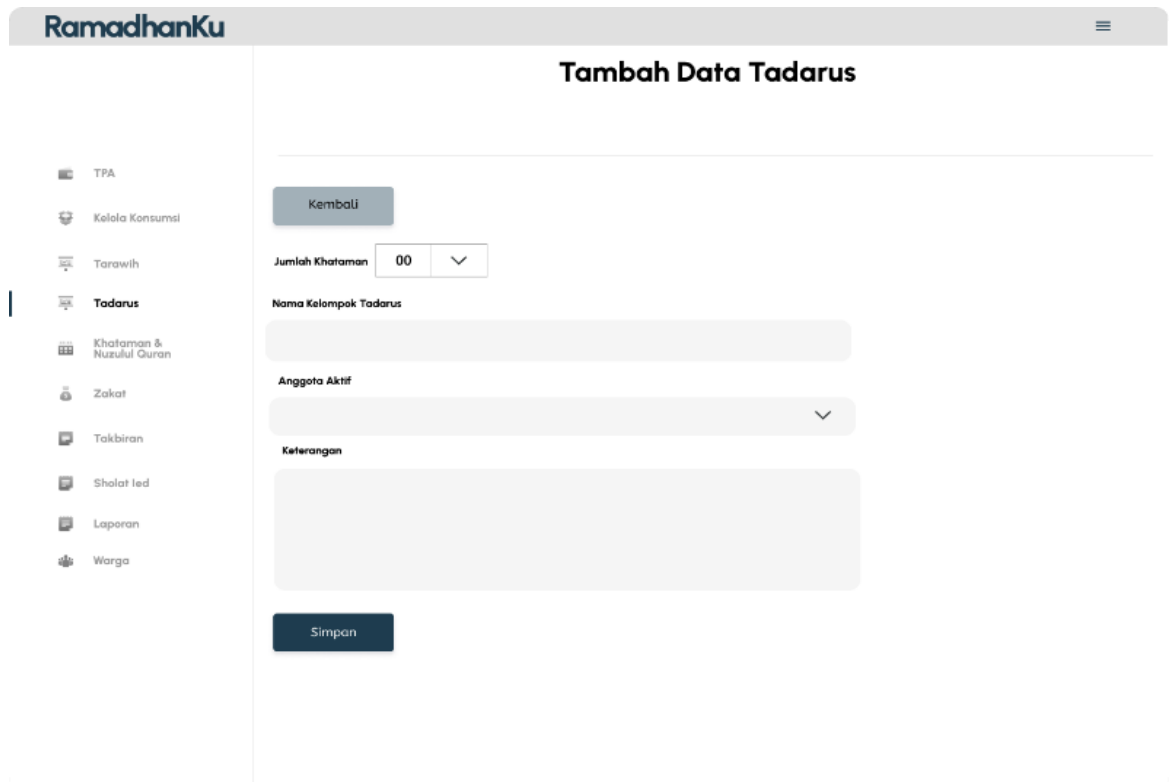 RamadhanKu
Tambah Data Tadarus
TPA
Kelola Konsumsi
Tarawih
Tadarus
Khataman &
Nuzulul Quran
Zakat
Takbiran
Sholat Ied
Laporan
Warga
Kembali
Jumlah Khataman 00
Nama Kelompok Tadarus
Anggota Aktif
Keterangan
Simpan